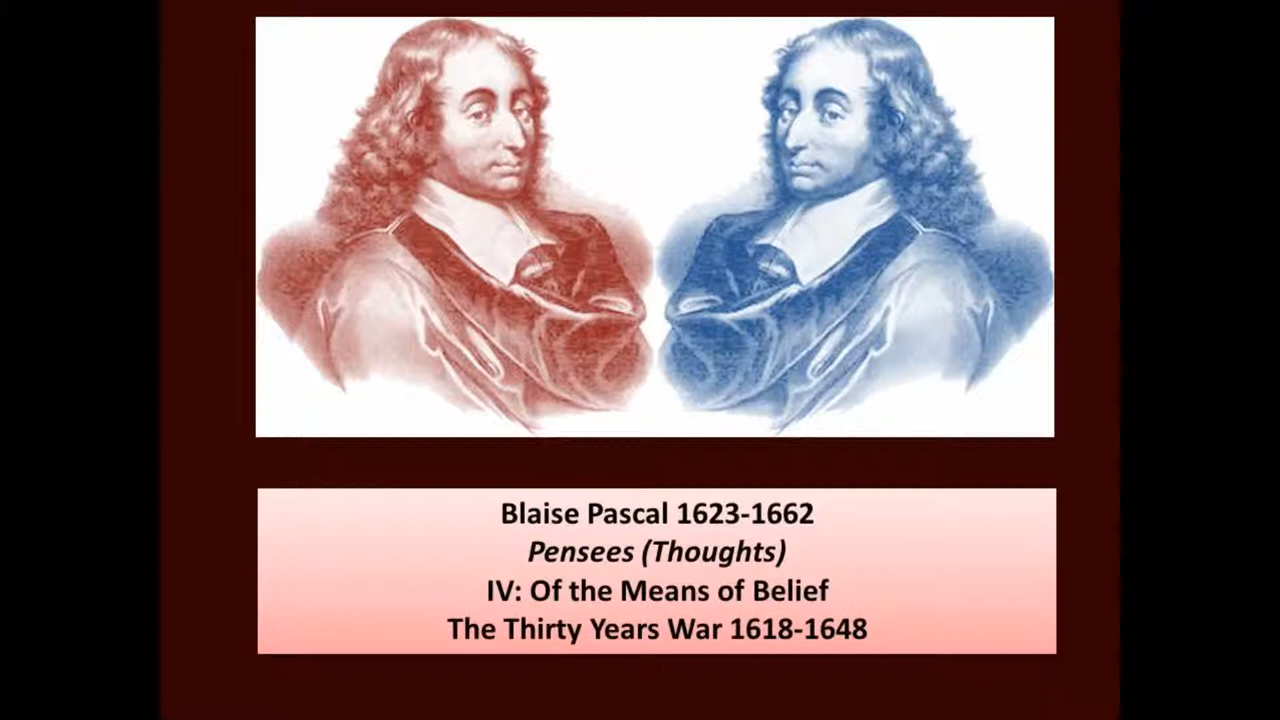 Blaise Pascal 1623-1662
Pensees (Thoughts)
IV: Of the Means of Belief
The Thirty Years War 1618-1648